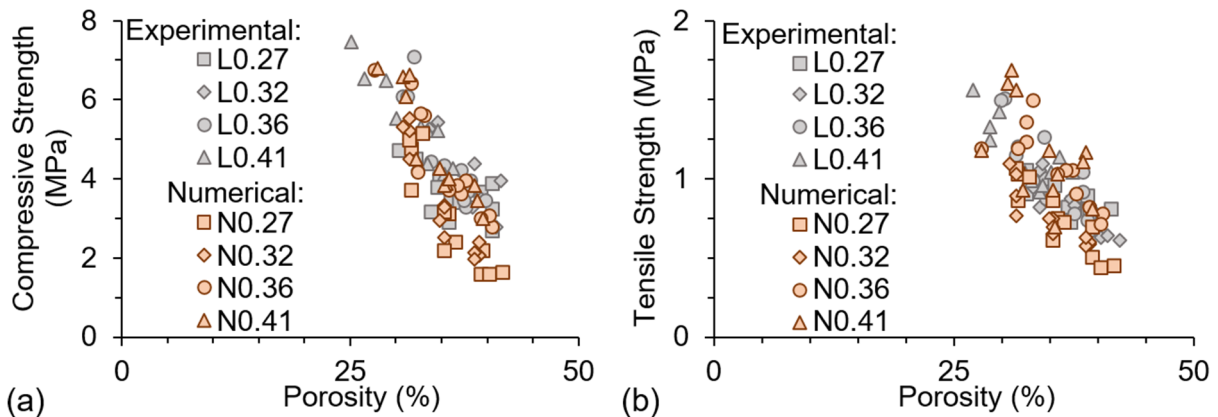 (a)
Compressive Strength
(MPa)
8
6
4
2
0
0
25
50
Porosity (%)
Experimental:
L0.27
L0.32
L0.36
L0.41
Numerical:
N0.27
N0.32
N0.36
N0.41
(b)
Tensile Strength (MPa)
2
1
0
0
25
50
Porosity (%)
Experimental:
L0.27
L0.32
L0.36
L0.41
Numerical:
N0.27
N0.32
N0.36
N0.41